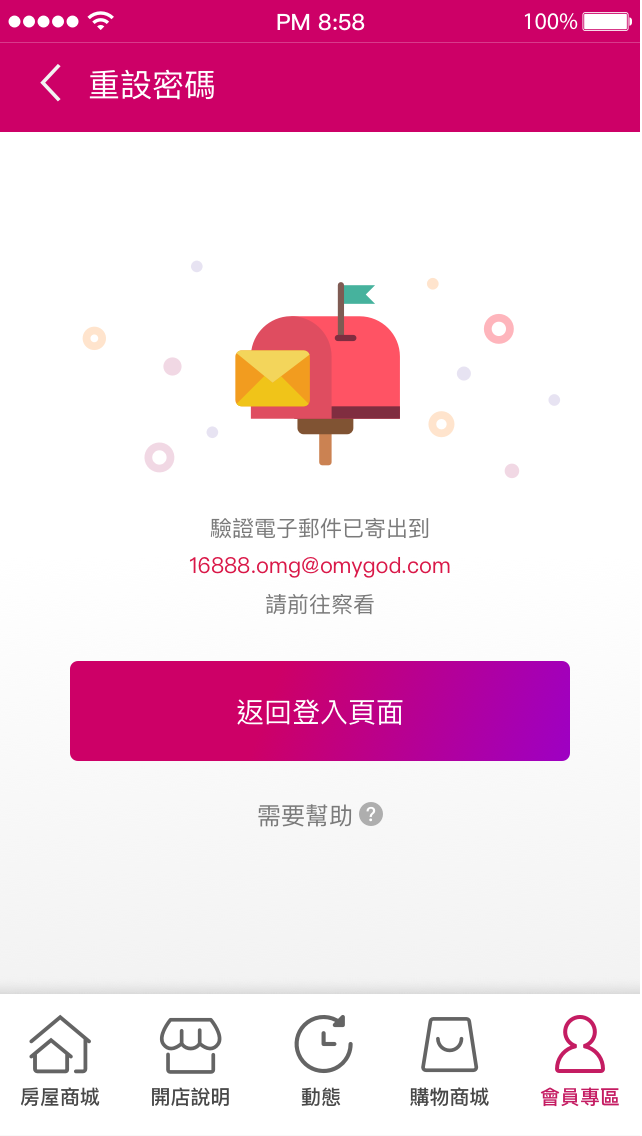 PM 8:58
100%
重設密碼
驗證電子郵件已寄出到
16888.omg@omygod.com
請前往察看
返回登入頁面
需要幫助 ?
房屋商城
開店說明
動態
購物商城
會員專區